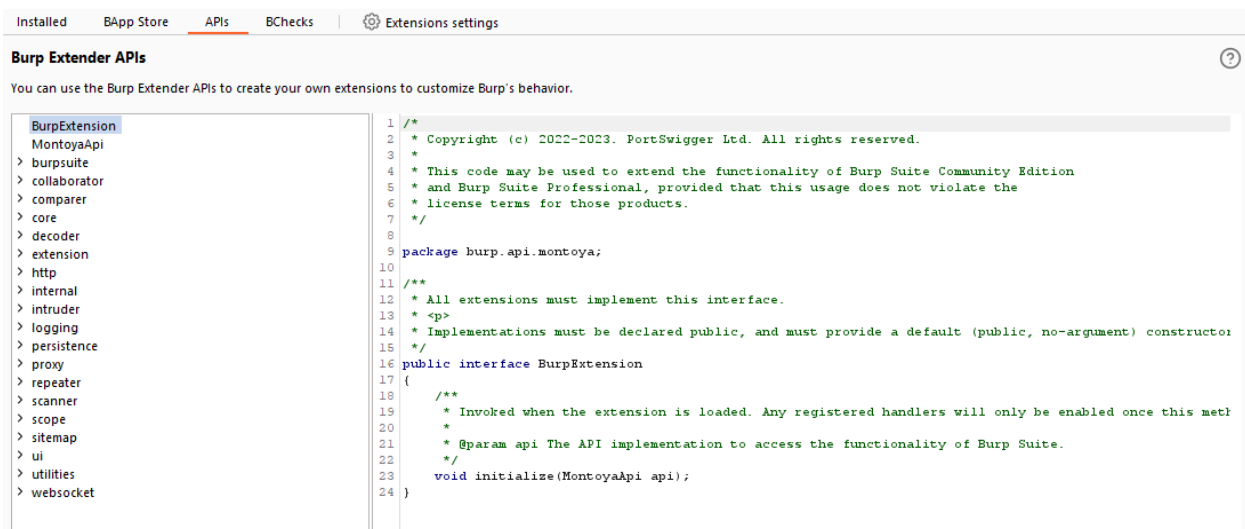 Installed BApp Store APIs BChecks Extensions settings
Burp Extender APIs
You can use the Burp Extender APIs to create your own extensions to customize Burp's behavior.
BurpExtension
MontoyaApi
> burpsuite
> collaborator
> comparer
> core
> decoder
> extension
> http
> internal
> intruder
> logging
> persistence
> proxy
> repeater
> scanner
> scope
> sitemap
> ui
> utilities
> websocket
1 /*
2  * Copyright (c) 2022-2023. PortSwigger Ltd. All rights reserved.
3  *
4  * This code may be used to extend the functionality of Burp Suite Community Edition
5  * and Burp Suite Professional, provided that this usage does not violate the
6  * license terms for those products.
7  */
8
9 package burp.api.montoya;
10
11 /**
12  * All extensions must implement this interface.
13  * <p>
14  * Implementations must be declared public, and must provide a default (public, no-argument) constructor
15  */
16 public interface BurpExtension
17 {
18     /**
19      * Invoked when the extension is loaded. Any registered handlers will only be enabled once this meth
20      *
21      * @param api The API implementation to access the functionality of Burp Suite.
22      */
23     void initialize(MontoyaApi api);
24 }